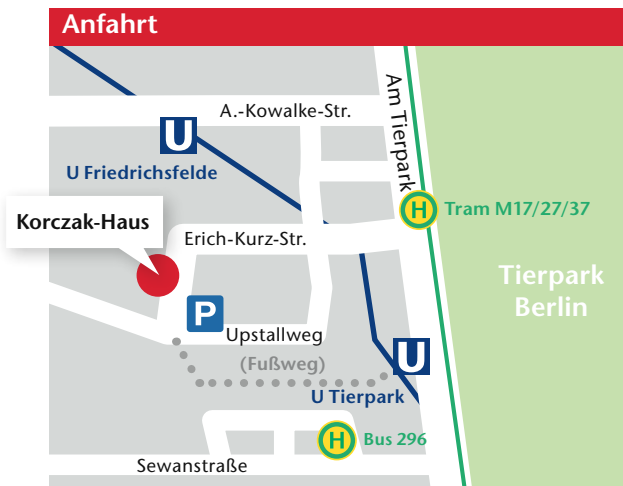 Anfahrt
Am Tierpark
A.-Kowalke-Str.
U
U Friedrichsfelde
Korczak-Haus
H
Tram M17/27/37
Erich-Kurz-Str.
Tierpark
Berlin
P
Upstallweg
(Fußweg)
U
U Tierpark
H
Bus 296
Sewanstraße